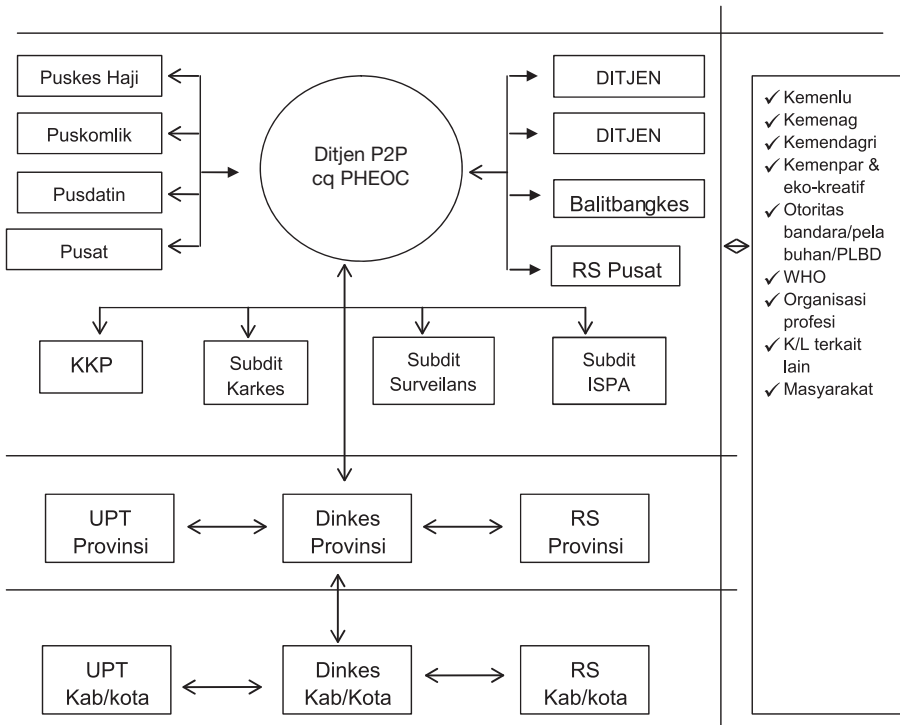 Puskes Haji
Puskomlik
Pusdatin
Pusat
Ditjen P2P
cq PHEOC
DITJEN
DITJEN
Balitbangkes
RS Pusat
KKP
Subdit
Karkes
Subdit
Surveilans
Subdit
ISPA
UPT
Provinsi
Dinkes
Provinsi
RS
Provinsi
UPT
Kab/kota
Dinkes
Kab/Kota
RS
Kab/kota
✓ Kemenlu
✓ Kemenag
✓ Kemendagri
✓ Kemenpar &
eko-kreatif
✓ Otoritas
bandara/pela
buhan/PLBD
✓ WHO
✓ Organisasi
profesi
✓ K/L terkait
lain
✓ Masyarakat